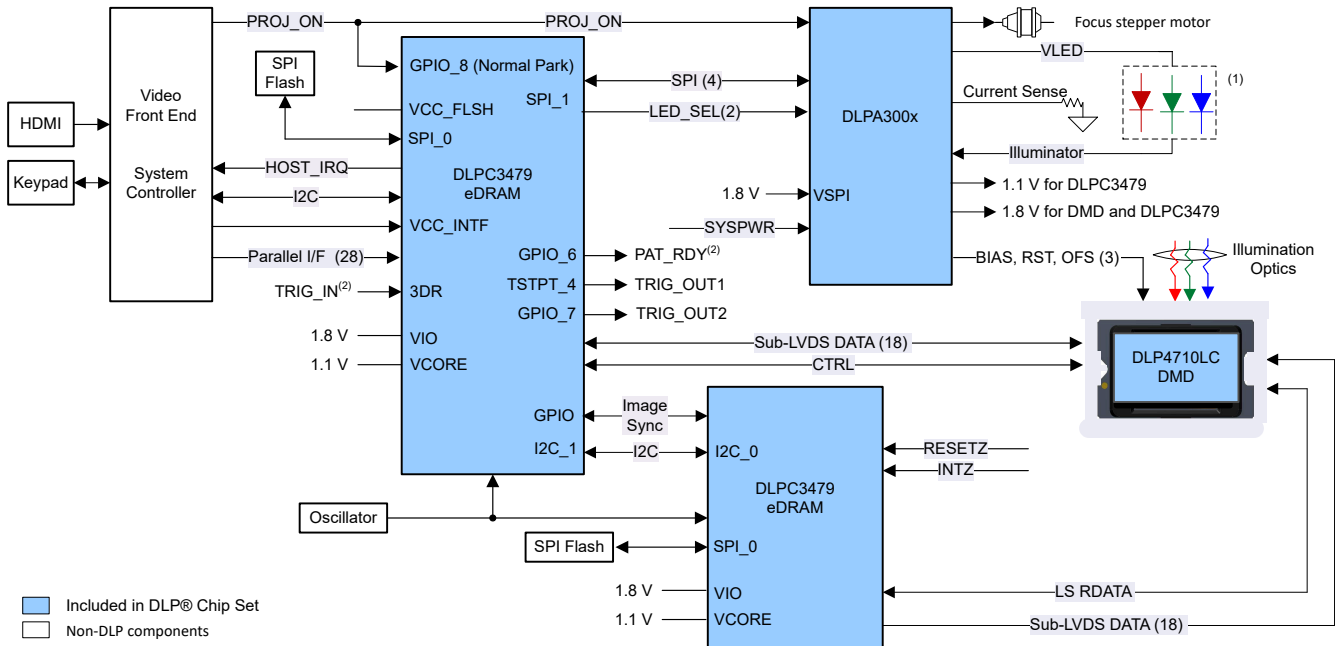 PROJ_ON
PROJ_ON
Focus stepper motor
VLED
(1)
SPI
Flash
GPIO_8 (Normal Park)
SPI (4)
SPI_1
VCC_FLSH
LED_SEL(2)
Current Sense
Video
Front End
System
Controller
HDMI
Keypad
SPI_0
DLPA300x
HOST_IRQ
DLPC3479
eDRAM
Illuminator
I2C
1.8 V
VSPI
1.1 V for DLPC3479
1.8 V for DMD and DLPC3479
VCC_INTF
SYSPWR
Parallel I/F (28)
GPIO_6
PAT_RDY(2)
BIAS, RST, OFS (3)
Illumination
Optics
TRIG_IN(2)
3DR
TSTPT_4
TRIG_OUT1
GPIO_7
TRIG_OUT2
1.8 V
VIO
Sub-LVDS DATA (18)
1.1 V
VCORE
CTRL
DLP4710LC
DMD
GPIO
Image
Sync
I2C_1
I2C
I2C_0
RESETZ
INTZ
DLPC3479
eDRAM
Oscillator
SPI Flash
SPI_0
1.8 V
VIO
LS RDATA
1.1 V
VCORE
Sub-LVDS DATA (18)
Included in DLP® Chip Set
Non-DLP components